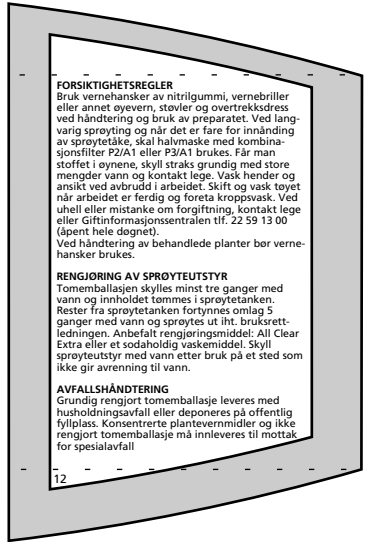 FORSIKTIGHETSREGLER
Bruk vernehansker av nitrilgummi, vernebriller
eller annet øyevern, støvler og overtrekksdress
ved håndtering og bruk av preparatet. Ved lang-
varig sprøyting og når det er fare for innånding
av sprøytetåke, skal halvmaske med kombina-
sjonsfilter P2/A1 eller P3/A1 brukes. Får man
stoffet i øynene, skyll straks grundig med store
mengder vann og kontakt lege. Vask hender og
ansikt ved avbrudd i arbeidet. Skift og vask tøyet
når arbeidet er ferdig og foreta kroppsvask. Ved
uhell eller mistanke om forgiftning, kontakt lege
eller Giftinformasjonssentralen tlf. 22 59 13 00
(åpent hele døgnet).
Ved håndtering av behandlede planter bør verne-
hansker brukes.
RENGJØRING AV SPRØYTEUTSTYR
Tomemballasjen skylles minst tre ganger med
vann og innholdet tømmes i sprøytetanken.
Rester fra sprøytetanken fortynnes omlag 5
ganger med vann og sprøytes ut iht. bruksrett-
ledningen. Anbefalt rengjøringsmiddel: All Clear
Extra eller et sodaholdig vaskemiddel. Skyll
sprøyteutstyr med vann etter bruk på et sted som
ikke gir avrenning til vann.
AVFALLSHÅNDTERING
Grundig rengjort tomemballasje leveres med
husholdningsavfall eller deponeres på offentlig
fyllplass. Konsentrerte plantevernmidler og ikke
rengjort tomemballasje må innleveres til mottak
for spesialavfall
12